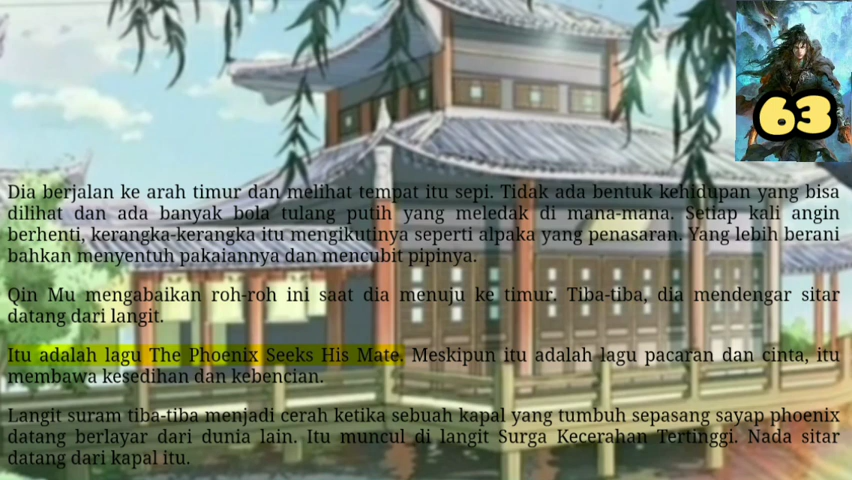 63
Dia berjalan ke arah timur dan melihat tempat itu sepi. Tidak ada bentuk kehidupan yang bisa
dilihat dan ada banyak bola tulang putih yang meledak di mana-mana. Setiap kali angin
berhenti, kerangka-kerangka itu mengikutinya seperti alpaka yang penasaran. Yang lebih berani
bahkan menyentuh pakaiannya dan mencubit pipinya.
Qin Mu mengabaikan roh-roh ini saat dia menuju ke timur. Tiba-tiba, dia mendengar sitar
datang dari langit.
Itu adalah lagu The Phoenix Seeks His Mate. Meskipun itu adalah lagu pacaran dan cinta, itu
membawa kesedihan dan kebencian.
Langit suram tiba-tiba menjadi cerah ketika sebuah kapal yang tumbuh sepasang sayap phoenix
datang berlayar dari dunia lain. Itu muncul di langit Surga Kecerahan Tertinggi. Nada sitar
datang dari kapal itu.